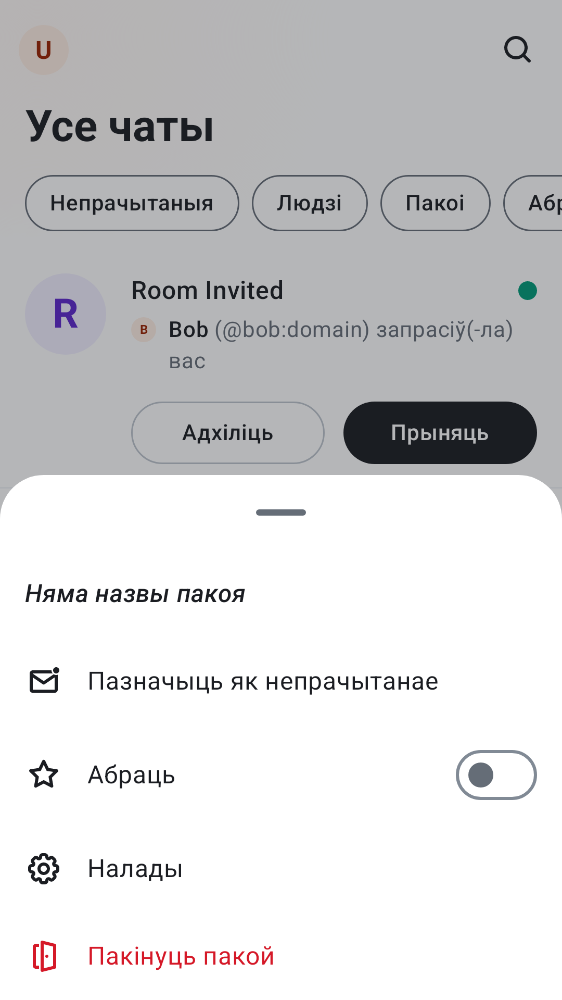 U
Усе чаты
Непрачытаныя
Людзі
Пакоі
Абр
R
Room Invited
B
Bob (@bob:domain) запрасіў(-ла)
вас
Адхіліць
Прыняць
Няма назвы пакоя
Пазначыць як непрачытанае
Абраць
Налады
Пакінуць пакой